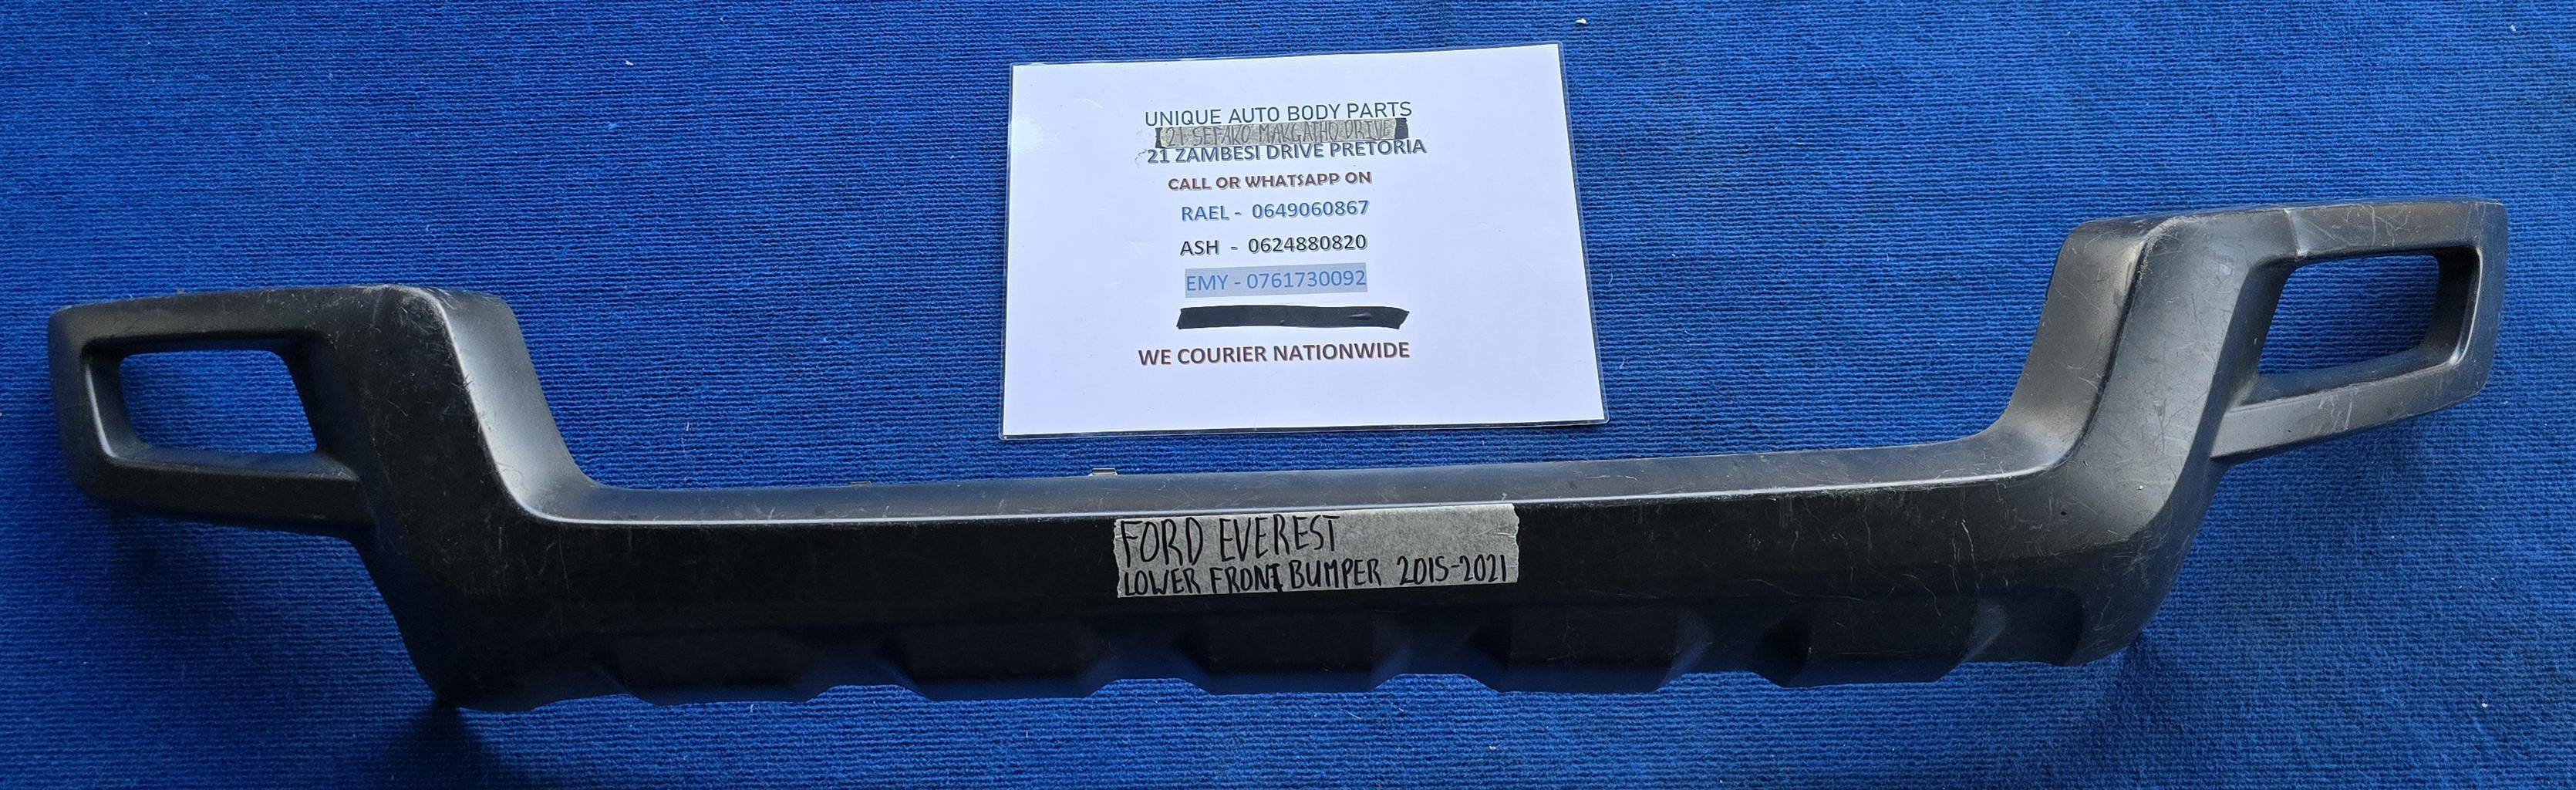 UNIQUE AUTO BODY PARTS
21 SEFAKO MAKGATHO DRIVE
21 ZAMBESI DRIVE PRETORIA
CALL OR WHATSAPP ON
RAEL - 0649060867
ASH - 0624880820
EMY - 0761730092
WE COURIER NATIONWIDE
FORD EVEREST
LOWER FRONT BUMPER 2015-2021